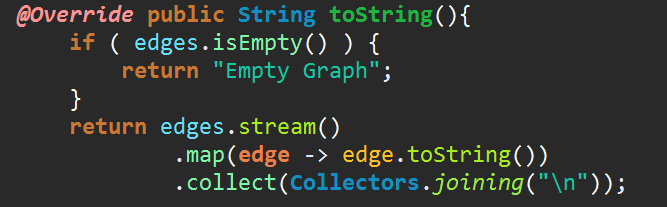 @Override public String toString(){
if ( edges.isEmpty() ) {
return "Empty Graph";
}
return edges.stream()
.map(edge -> edge.toString())
.collect(Collectors.joining("\n"));